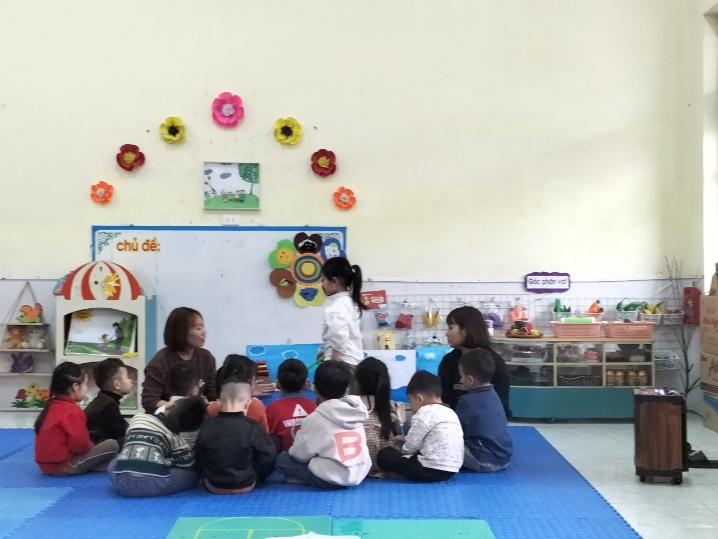 chủ đề:
Góc phân vai
B